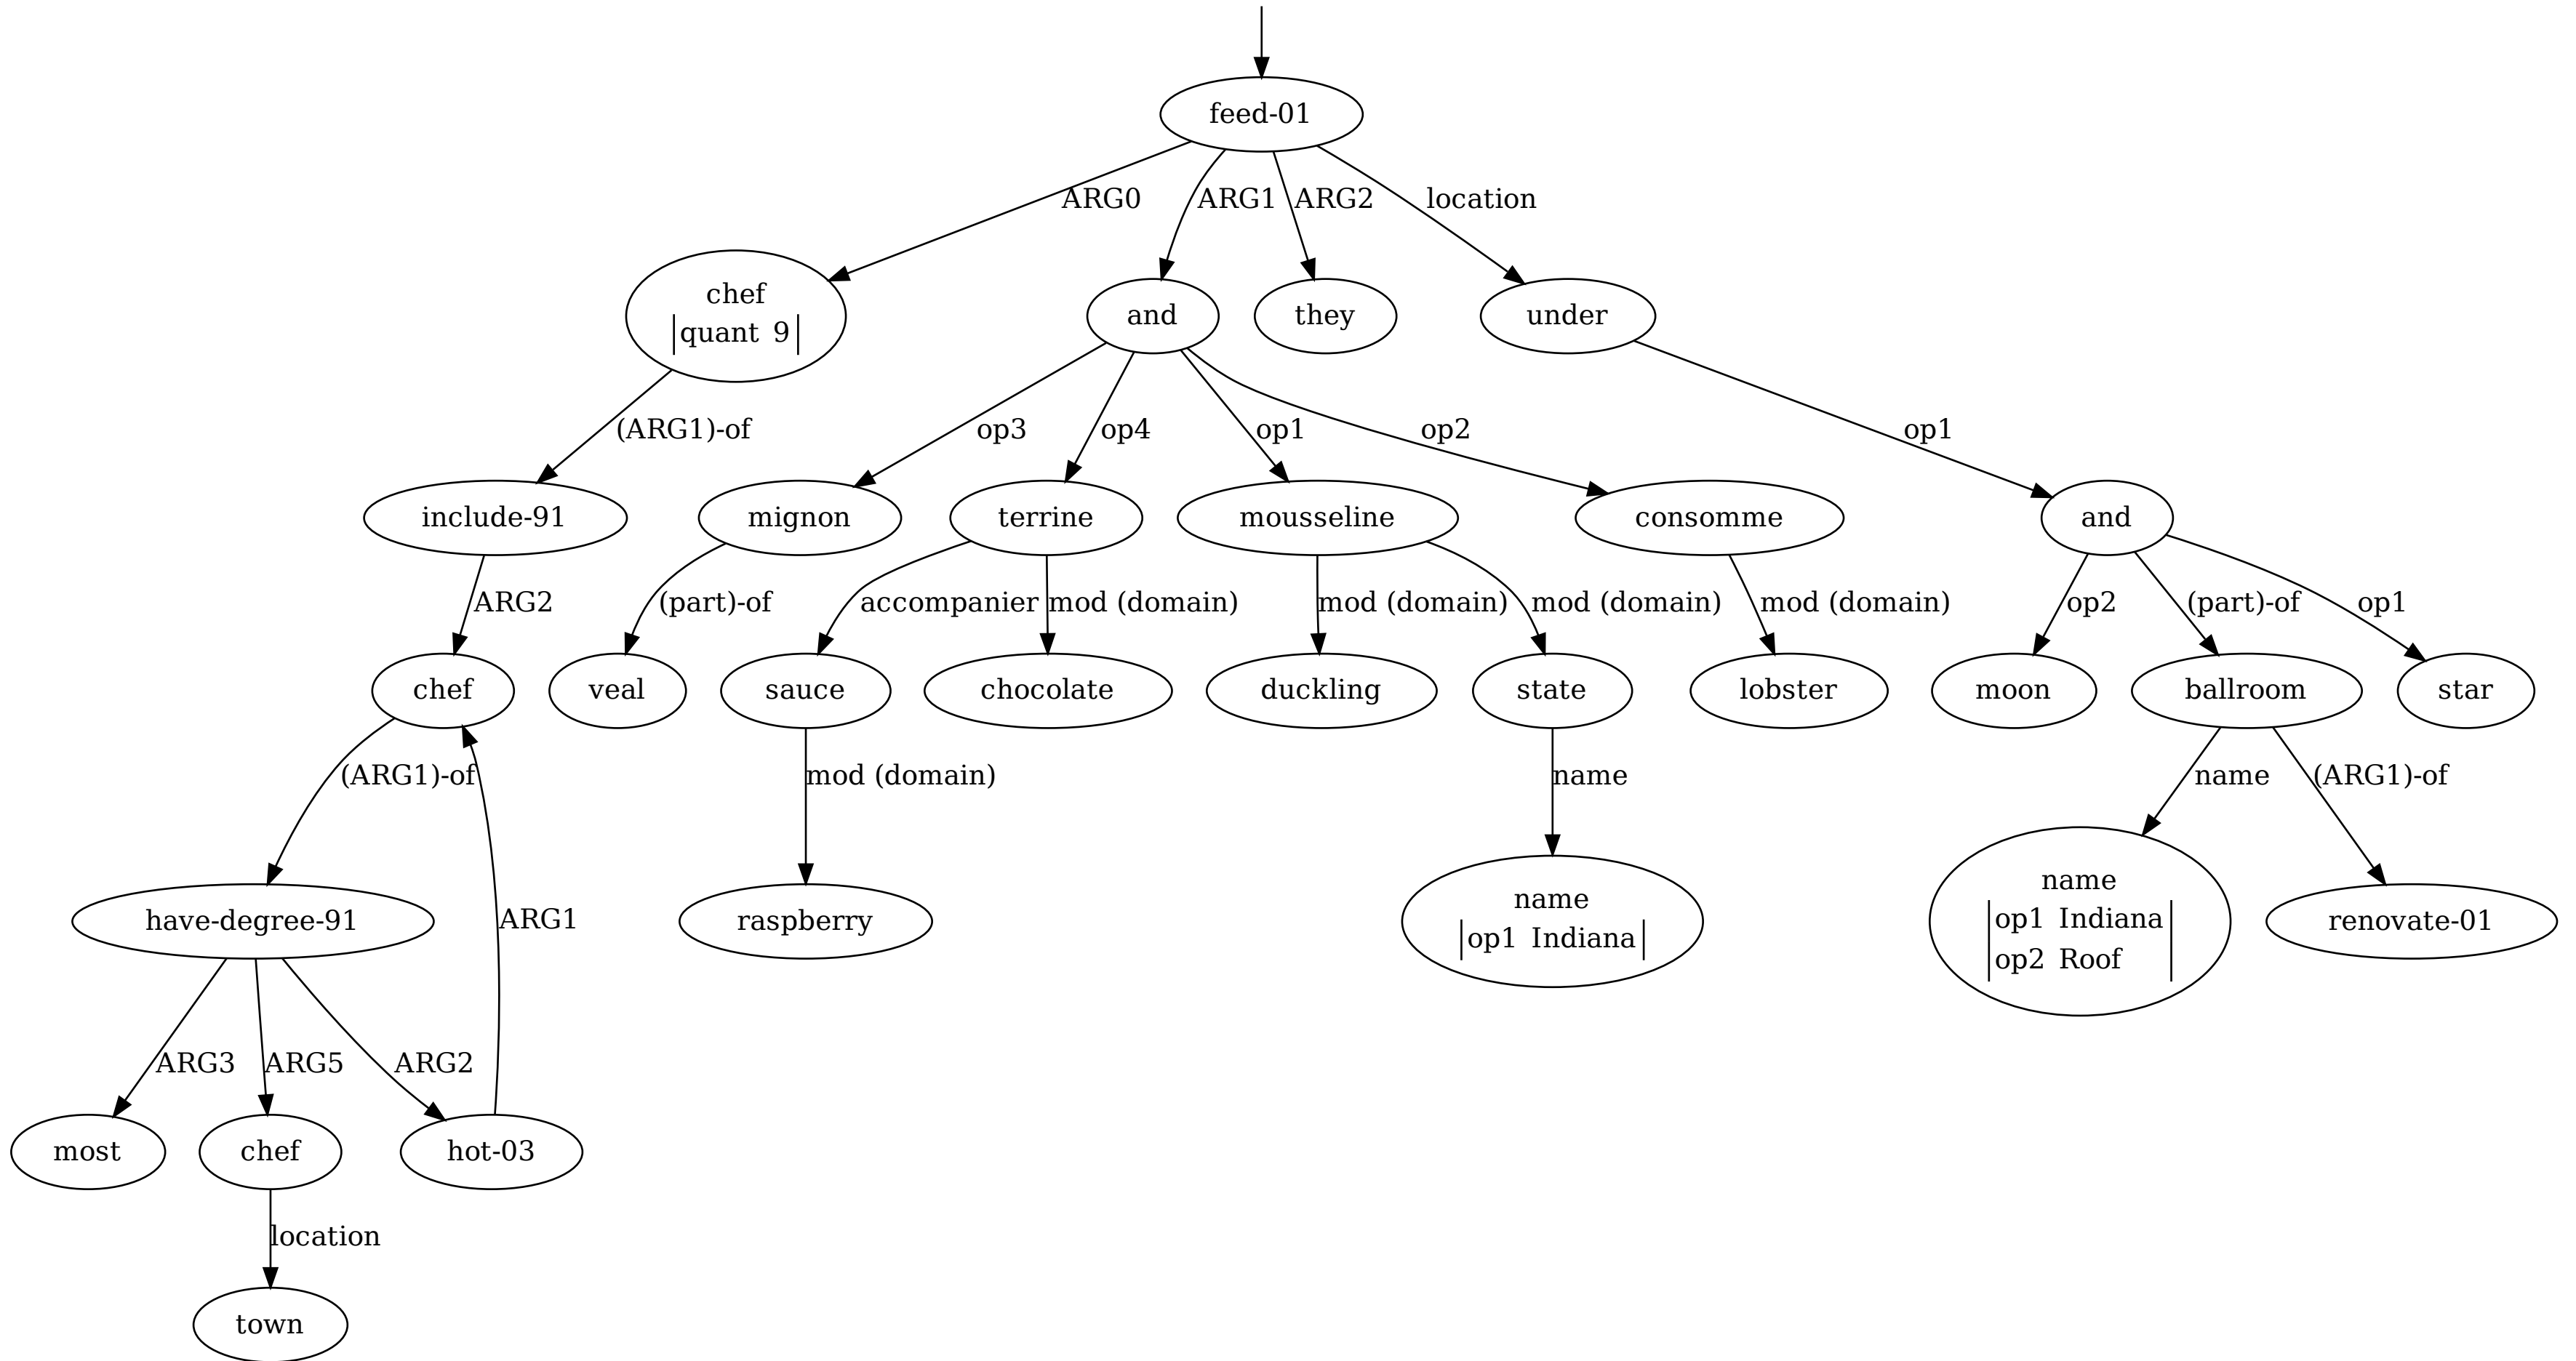 feed-01
ARG0
ARG1
ARG2
location
chef
quant 9
and
they
under
(ARG1)-of
op3
op4
op1
op2
op1
include-91
mignon
terrine
mousseline
consomme
and
ARG2
(part)-of
accompanier
mod (domain)
mod (domain)
mod (domain)
mod (domain)
op2
(part)-of
op1
chef
veal
sauce
chocolate
duckling
state
lobster
moon
ballroom
star
(ARG1)-of
mod (domain)
name
name
(ARG1)-of
have-degree-91
ARG1
raspberry
name
op1 Indiana
name
op1 Indiana
op2 Roof
renovate-01
ARG3
ARG5
ARG2
most
chef
hot-03
location
town